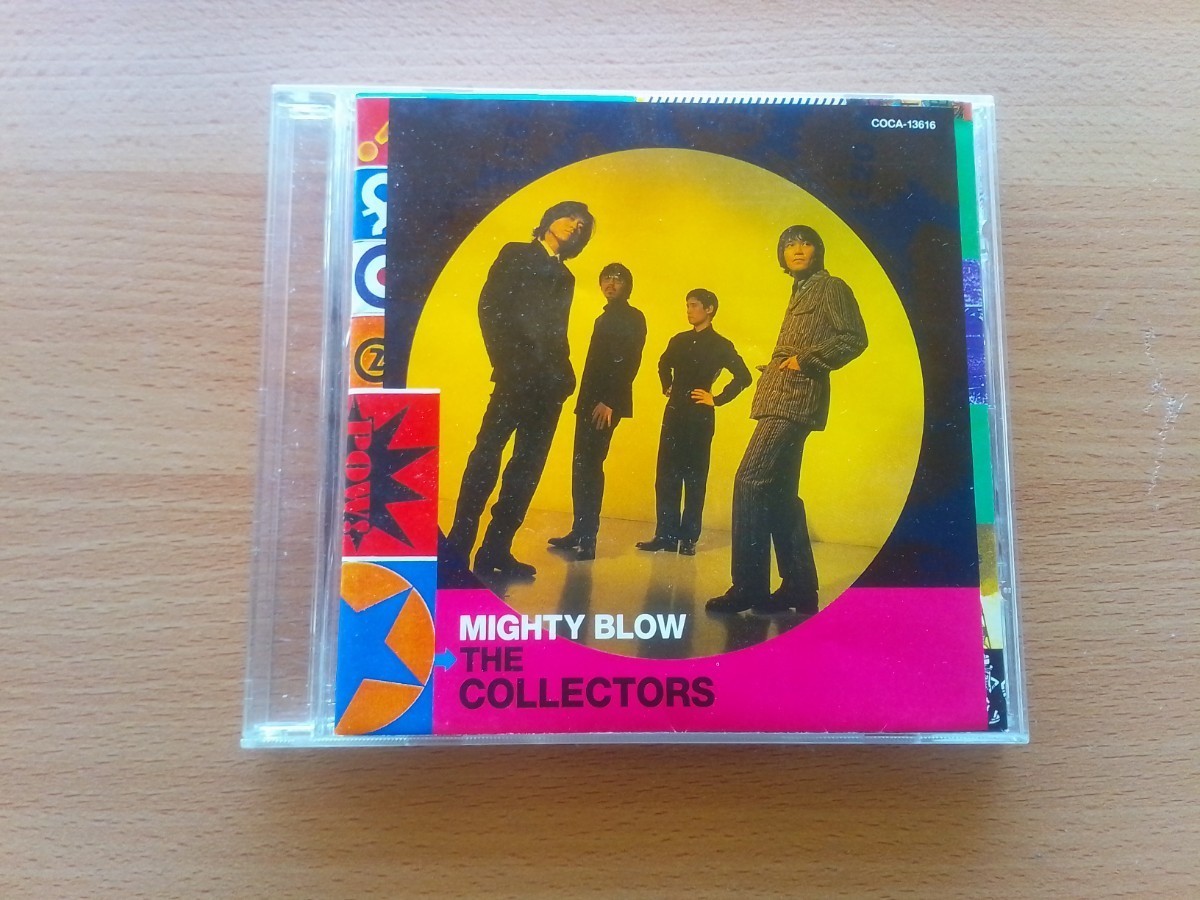 COCA-13616
POW!
MIGHTY BLOW
THE
COLLECTORS